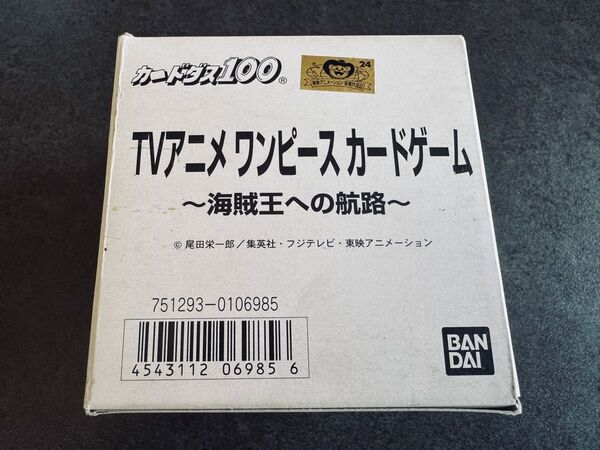 カードダス100®
24
TVアニメ ワンピース カードゲーム
～海賊王への航路～
© 尾田栄一郎／集英社・フジテレビ・東映アニメーション
751293-0106985
4543112 06985 6
BAN
DAI